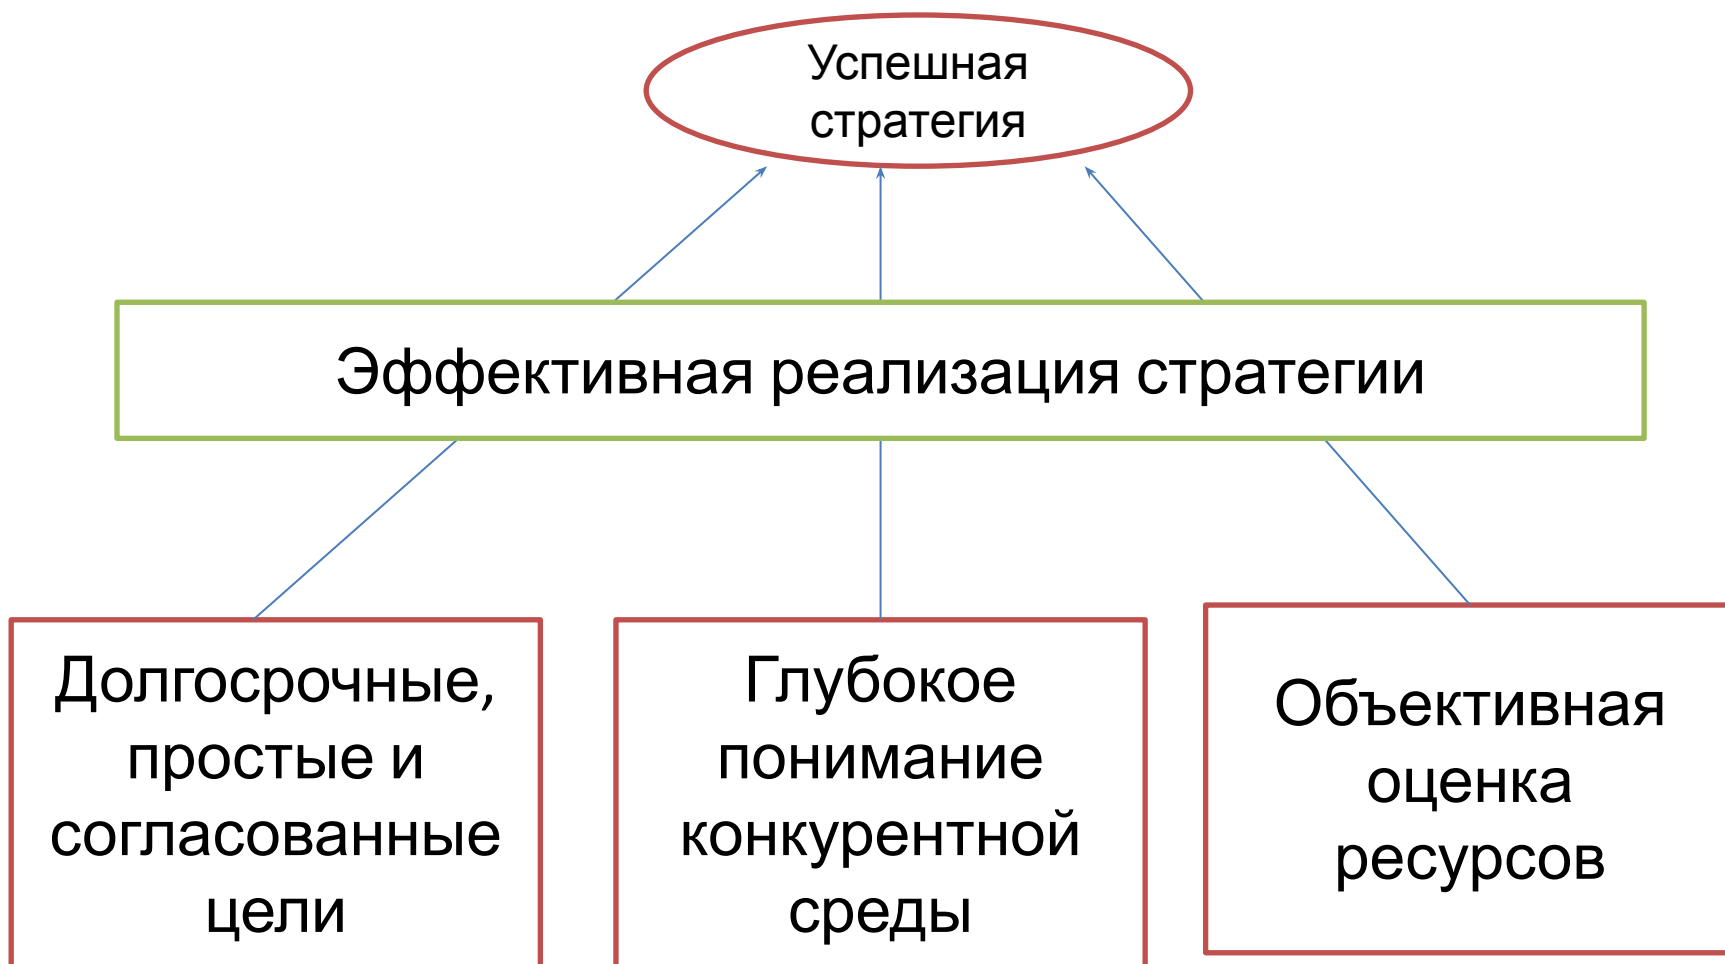 Успешная
стратегия
Эффективная реализация стратегии
Долгосрочные,
простые и
согласованные
цели
Глубокое
понимание
конкурентной
среды
Объективная
оценка
ресурсов